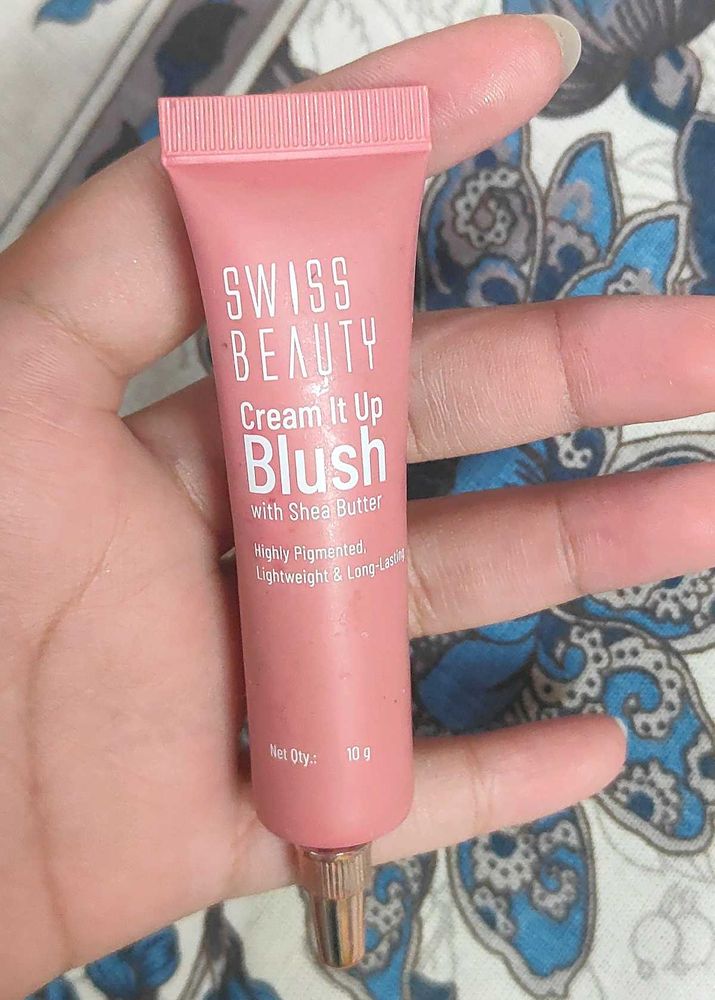 SWISS
BEAUTY
Cream It Up
Blush
with Shea Butter
Highly Pigmented,
Lightweight & Long-Lasting
Net Qty.: 10 g